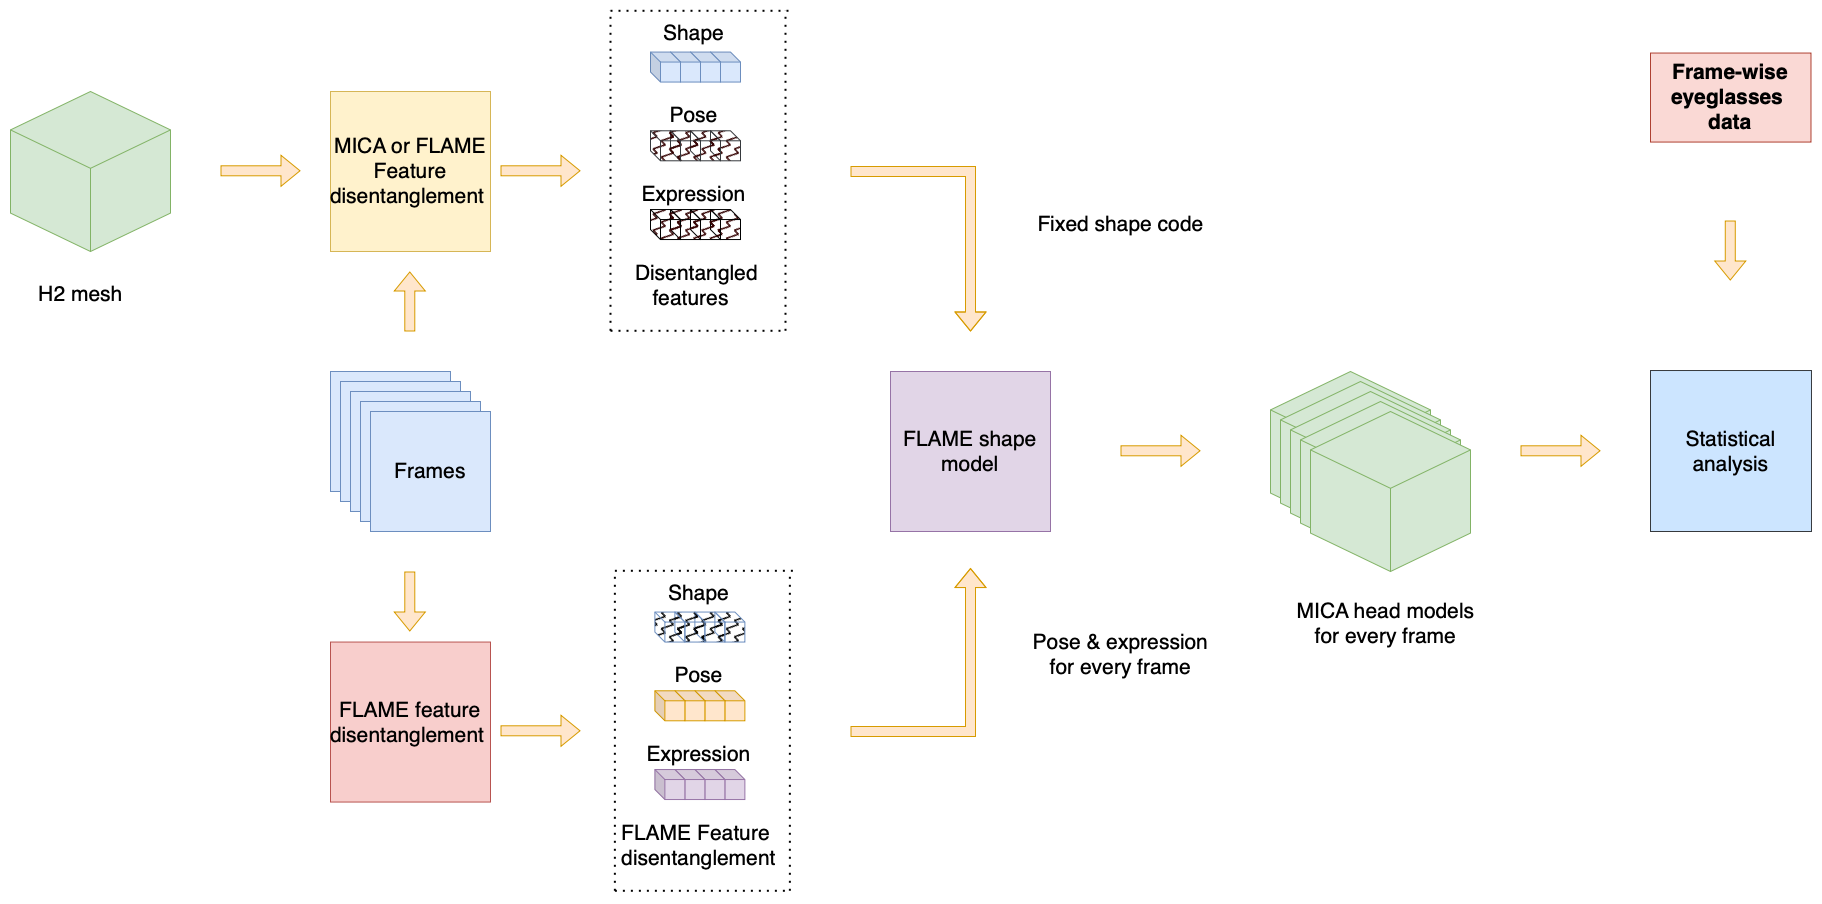 Shape
Pose
Expression
Disentangled
features
MICA or FLAME
Feature
disentanglement
H2 mesh
Frames
FLAME feature
disentanglement
Shape
Pose
Expression
FLAME Feature
disentanglement
Fixed shape code
FLAME shape
model
Pose & expression
for every frame
MICA head models
for every frame
Frame-wise
eyeglasses
data
Statistical
analysis